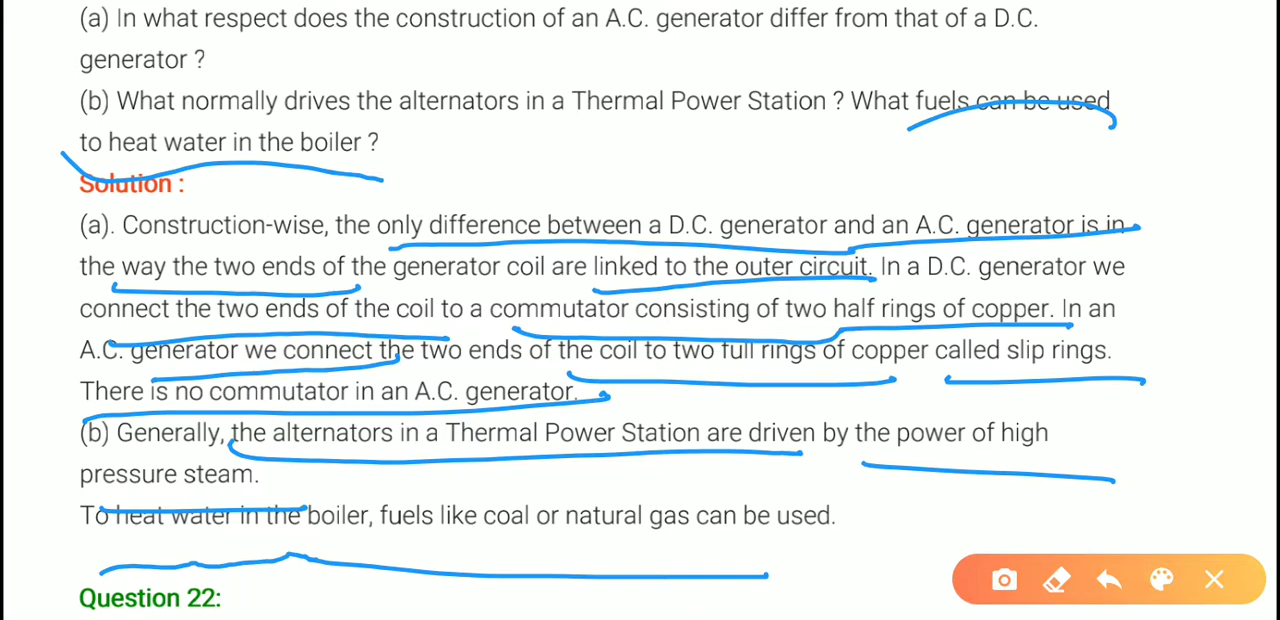 (a) In what respect does the construction of an A.C. generator differ from that of a D.C.
generator ?
(b) What normally drives the alternators in a Thermal Power Station ? What fuels can be used
to heat water in the boiler ?
Solution :
(a). Construction-wise, the only difference between a D.C. generator and an A.C. generator is in
the way the two ends of the generator coil are linked to the outer circuit. In a D.C. generator we
connect the two ends of the coil to a commutator consisting of two half rings of copper. In an
A.C. generator we connect the two ends of the coil to two full rings of copper called slip rings.
There is no commutator in an A.C. generator.
(b) Generally, the alternators in a Thermal Power Station are driven by the power of high
pressure steam.
To heat water in the boiler, fuels like coal or natural gas can be used.
Question 22: